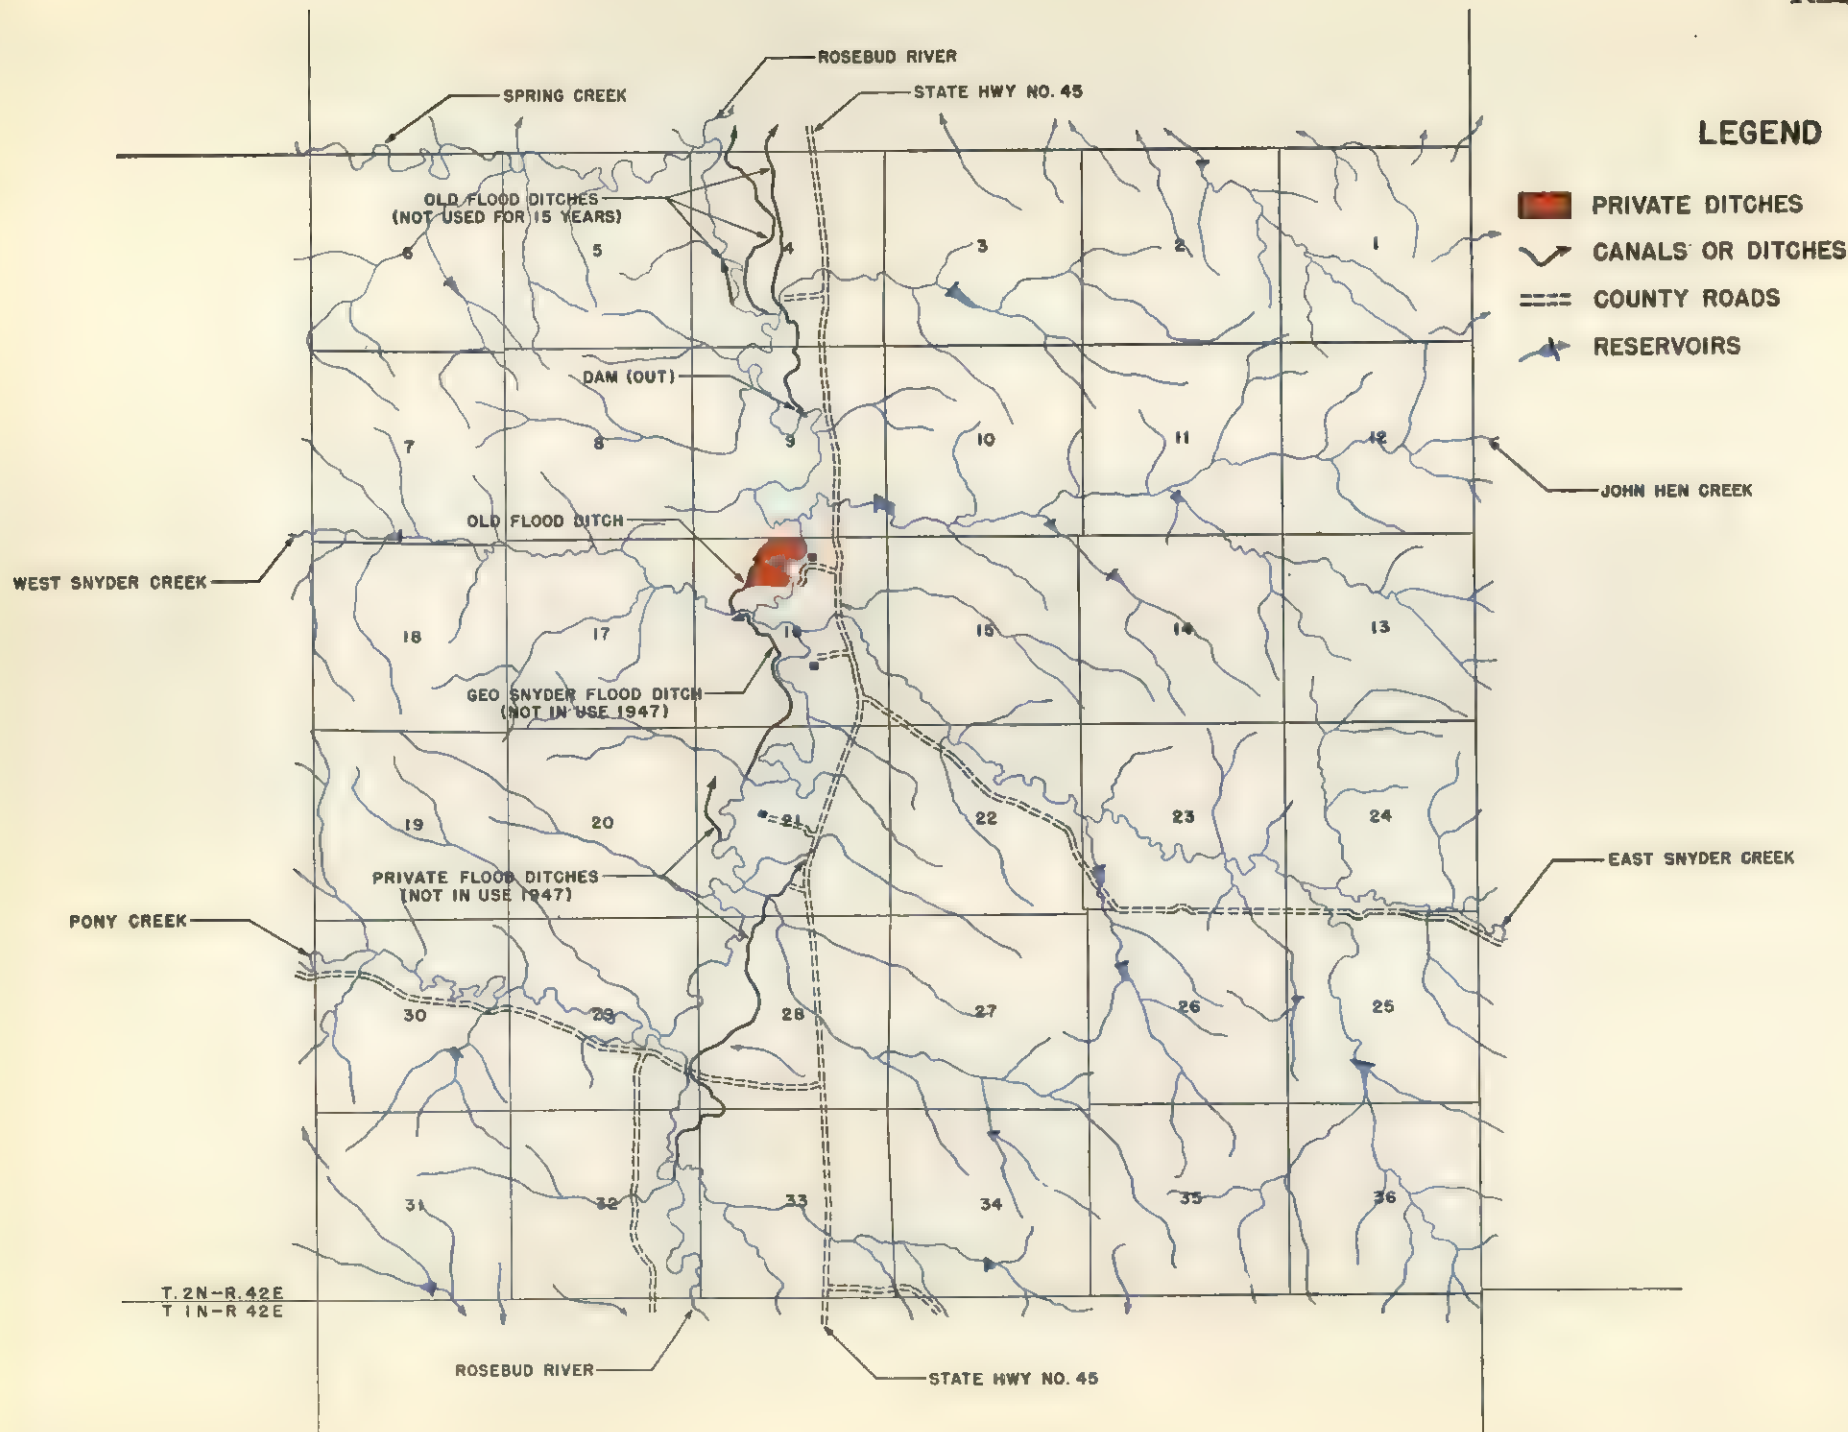 ROSEBUD RIVER
SPRING CREEK
STATE HWY NO. 45
LEGEND
PRIVATE DITCHES
CANALS OR DITCHES
COUNTY ROADS
RESERVOIRS
OLD FLOOD DITCHES
(NOT USED FOR 15 YEARS)
6
5
4
3
2
1
DAM (OUT)
7
8
9
10
11
12
JOHN HEN CREEK
OLD FLOOD DITCH
WEST SNYDER CREEK
18
17
16
15
14
13
GEO SNYDER FLOOD DITCH
(NOT IN USE 1947)
19
20
21
22
23
24
EAST SNYDER CREEK
PRIVATE FLOOD DITCHES
(NOT IN USE 1947)
PONY CREEK
30
29
28
27
26
25
31
32
33
34
35
36
T. 2N-R. 42E
T 1N-R 42E
ROSEBUD RIVER
STATE HWY NO. 45